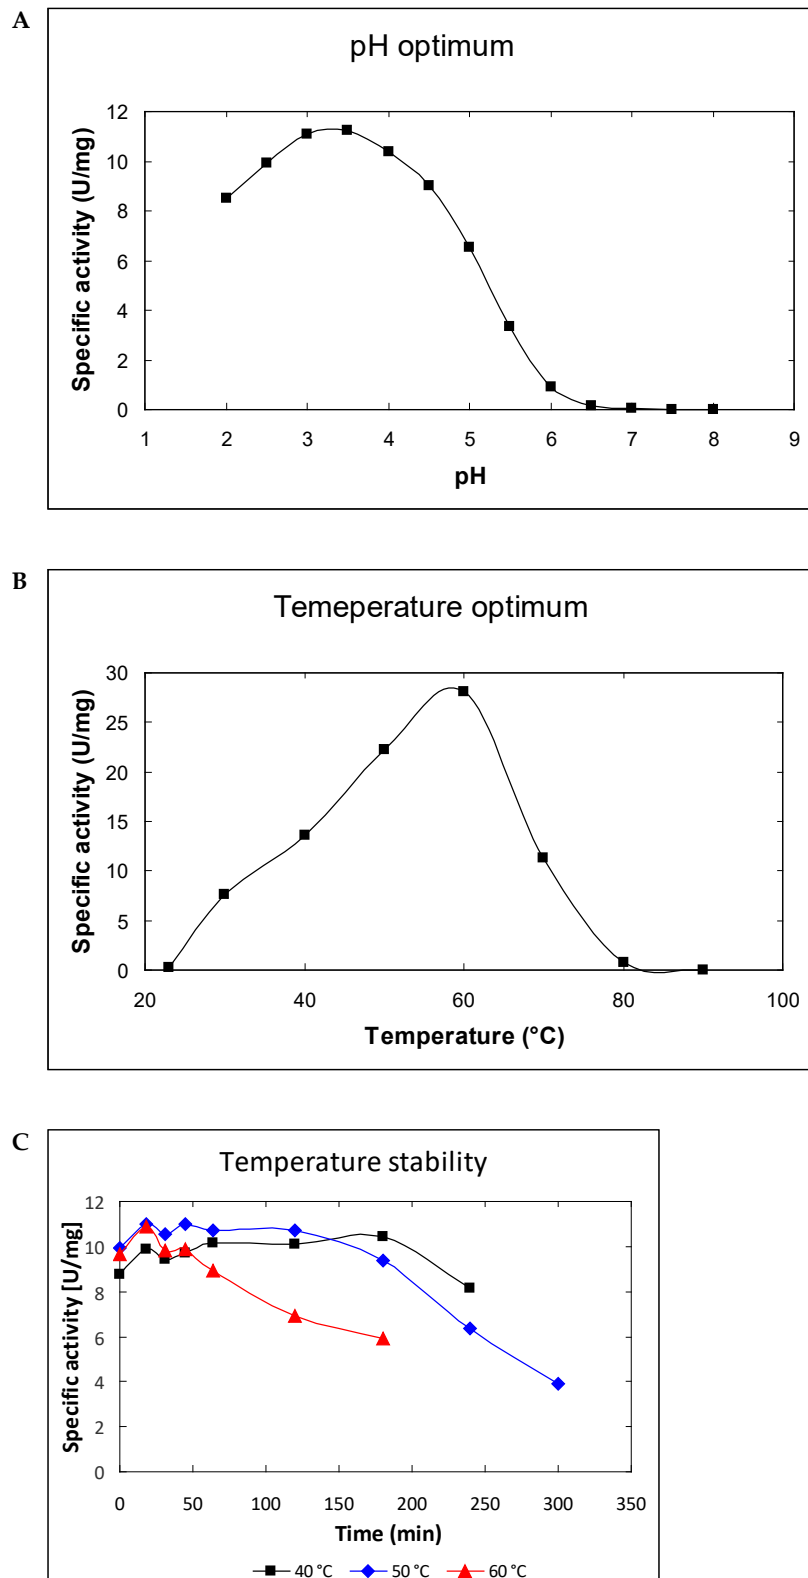 A
pH optimum
12
10
8
6
4
2
0
Specific activity (U/mg)
1 2 3 4 5 6 7 8 9
pH
B
Temeperature optimum
30
25
20
15
10
5
0
Specific activity (U/mg)
20 40 60 80 100
Temperature (°C)
C
Temperature stability
12
10
8
6
4
2
0
Specific activity [U/mg]
0 50 100 150 200 250 300 350
Time (min)
40 °C 50 °C 60 °C